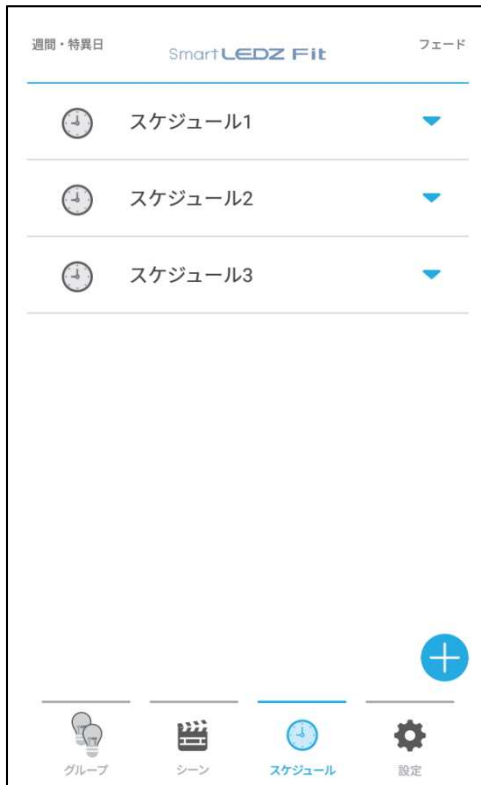 週間・特異日
Smart LEDZ Fit
フェード
スケジュール1
スケジュール2
スケジュール3
グループ
シーン
スケジュール
設定